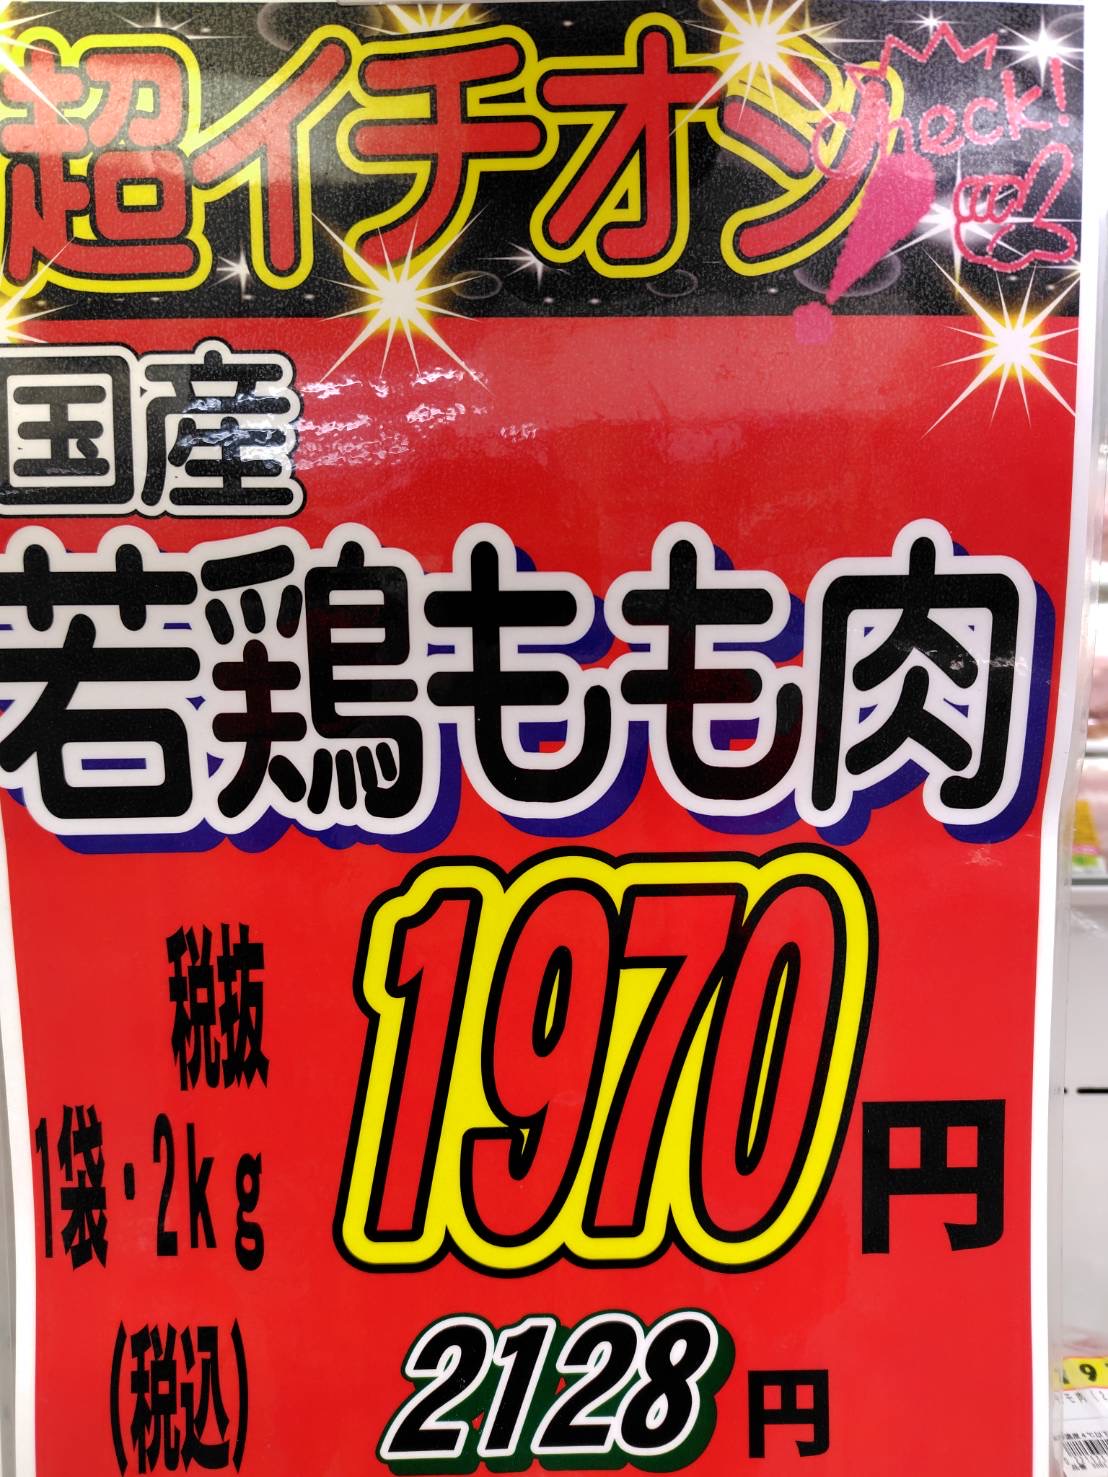 超イチオシ
Check!
国産
若鶏もも肉
税抜
1袋・2kg
1970円
(税込)
2128円